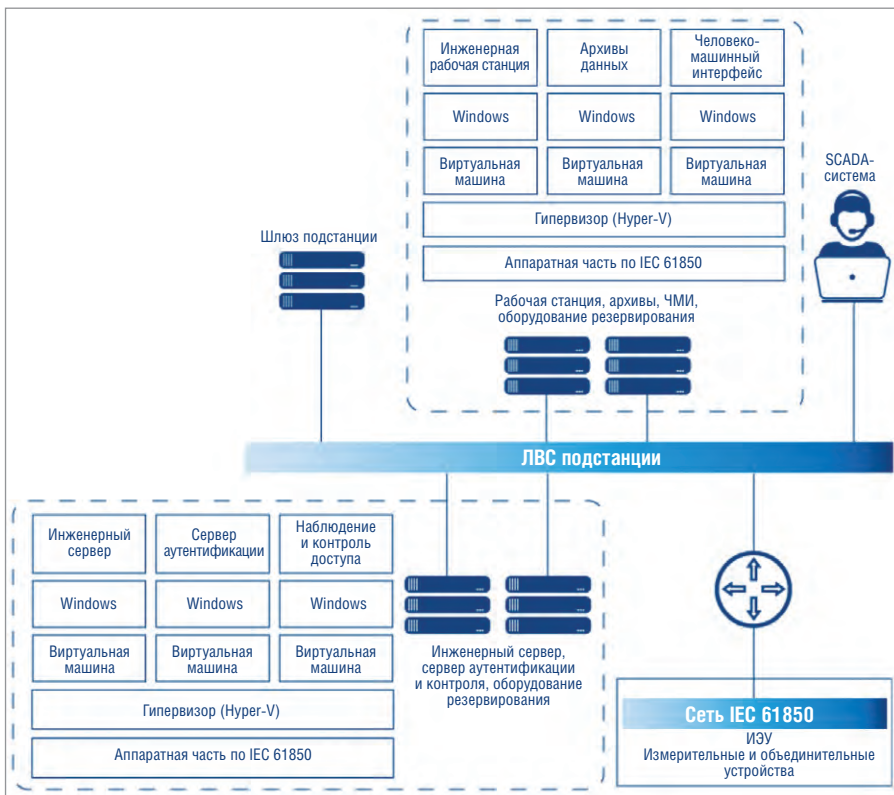 Инженерная
рабочая станция
Архивы
данных
Человеко-
машинный
интерфейс
Windows
Windows
Windows
Виртуальная
машина
Виртуальная
машина
Виртуальная
машина
Гипервизор (Hyper-V)
Аппаратная часть по IEC 61850
Рабочая станция, архивы, ЧМИ,
оборудование резервирования
SCADA-
система
Шлюз подстанции
ЛВС подстанции
Инженерный
сервер
Сервер
аутентификации
Наблюдение
и контроль
доступа
Windows
Windows
Windows
Виртуальная
машина
Виртуальная
машина
Виртуальная
машина
Гипервизор (Hyper-V)
Аппаратная часть по IEC 61850
Инженерный сервер,
сервер аутентификации
и контроля, оборудование
резервирования
Сеть IEC 61850
ИЭУ
Измерительные и объединительные
устройства